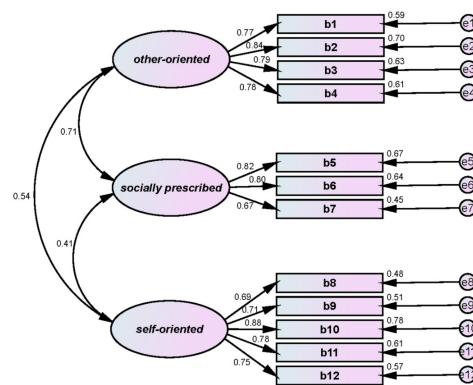 0.59
0.77
b1
e1
0.70
0.84
b2
e2
other-oriented
0.63
0.79
b3
e3
0.61
0.78
b4
e4
0.71
0.54
0.67
0.82
b5
e5
0.64
0.80
socially prescribed
b6
e6
0.45
0.67
b7
e7
0.41
0.48
0.69
b8
e8
0.51
0.71
b9
e9
0.78
0.88
self-oriented
b10
e10
0.61
0.78
b11
0.57
0.75
b12